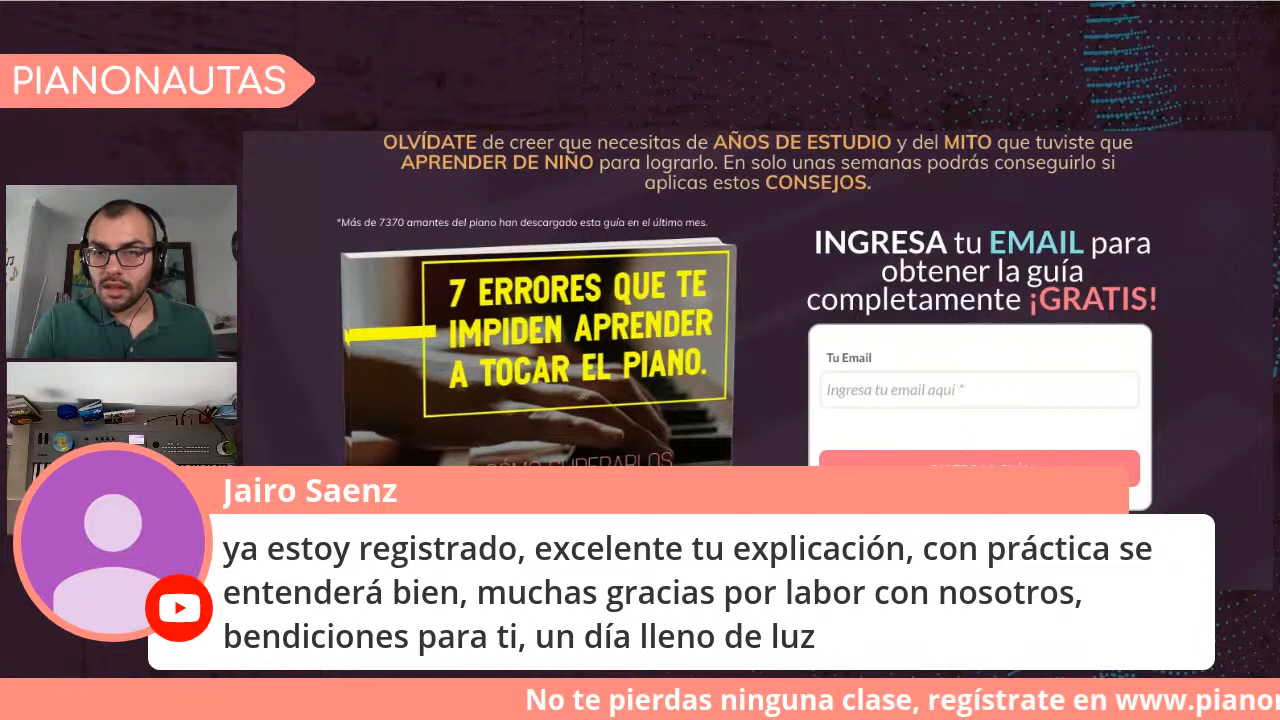 PIANONAUTAS
OLVÍDATE de creer que necesitas de AÑOS DE ESTUDIO y del MITO que tuviste que
APRENDER DE NIÑO para lograrlo. En solo unas semanas podrás conseguirlo si
aplicas estos CONSEJOS.
*Más de 7370 amantes del piano han descargado esta guía en el último mes.
7 ERRORES QUE TE
IMPIDEN APRENDER
A TOCAR EL PIANO.
INGRESA tu EMAIL para
obtener la guía
completamente ¡GRATIS!
Tu Email
Ingresa tu email aquí *
Jairo Saenz
ya estoy registrado, excelente tu explicación, con práctica se
entenderá bien, muchas gracias por labor con nosotros,
bendiciones para ti, un día lleno de luz
No te pierdas ninguna clase, regístrate en www.pianon